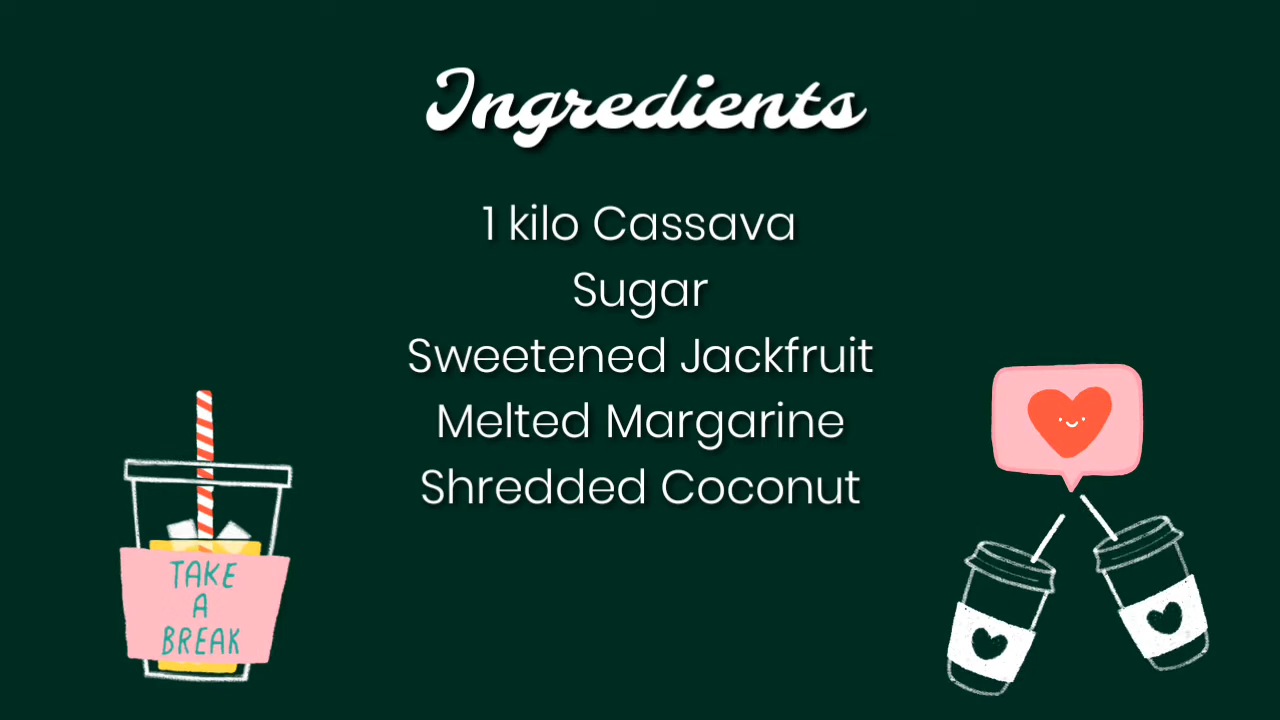 Ingredients
1 kilo Cassava
Sugar
Sweetened Jackfruit
Melted Margarine
Shredded Coconut
TAKE
A
BREAK